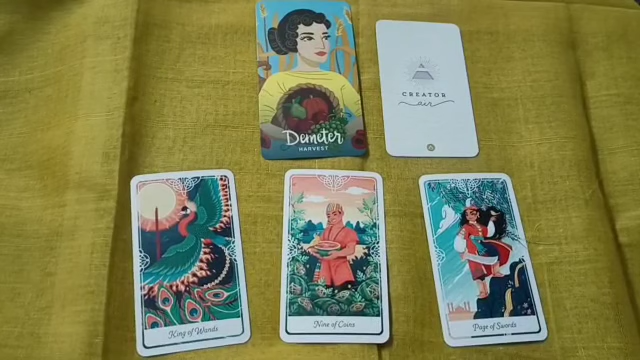 Demeter
HARVEST
CREATOR
air
King of Wands
Nine of Coins
Page of Swords